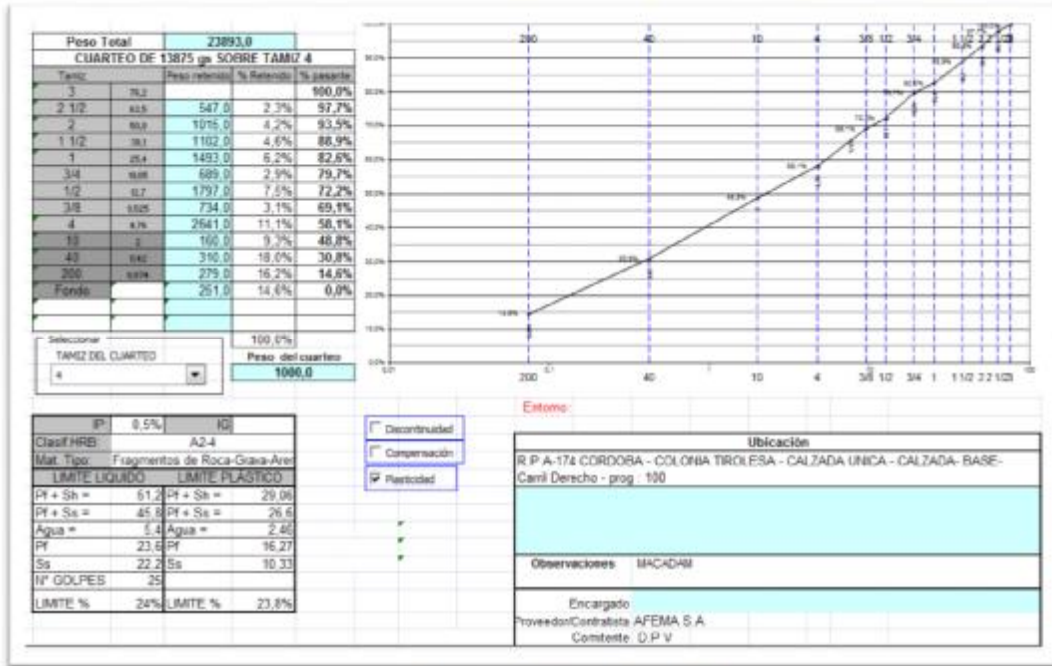 Peso Total 23893,0
CUARTEO DE 13875 gs SOBRE TAMIZ 4
Tamiz Peso retenido % Retenido % pasante
3 76,2 100,0%
2 1/2 547,0 2,3% 97,7%
2 1015,0 4,2% 93,5%
1 1/2 1102,0 4,6% 88,9%
1 25,4 1493,0 6,2% 82,6%
3/4 689,0 2,9% 79,7%
1/2 12,7 1797,0 7,5% 72,2%
3/8 734,0 3,1% 69,1%
4 2641,0 11,1% 58,1%
10 2 160,0 9,3% 48,8%
40 310,0 18,0% 30,8%
200 279,0 16,2% 14,6%
Fondo 251,0 14,6% 0,0%
100,0%
Seleccionar
TAMIZ DEL CUARTEO
4
Peso del cuarteo
1000,0
200 40 10 4 3/8 1/2 3/4 1
200 40 10 4 3/8 1/2 3/4 1 1 1/2
Entorno:
IP 0,5% IG
Clasif.HRB: A2-4
Mat. Tipo: Fragmentos de Roca-Grava-Aren
LIMITE LIQUIDO LIMITE PLASTICO
Pf + Sh = 51,2 Pf + Sh = 29,06
Pf + Ss = 45,8 Pf + Ss = 26,6
Agua = 5,4 Agua = 2,46
Pf 23,6 Pf 16,27
Ss 22,2 Ss 10,33
N° GOLPES 25
LIMITE % 24% LIMITE % 23,8%
Discontinuidad
Compensación
Plasticidad
Ubicación
R.P.A-174 CORDOBA - COLONIA TIROLESA - CALZADA UNICA - CALZADA- BASE-
Carril Derecho - prog : 100
Observaciones MACADAM
Encargado
Proveedor/Contratista AFEMA S.A
Comitente D.P.V